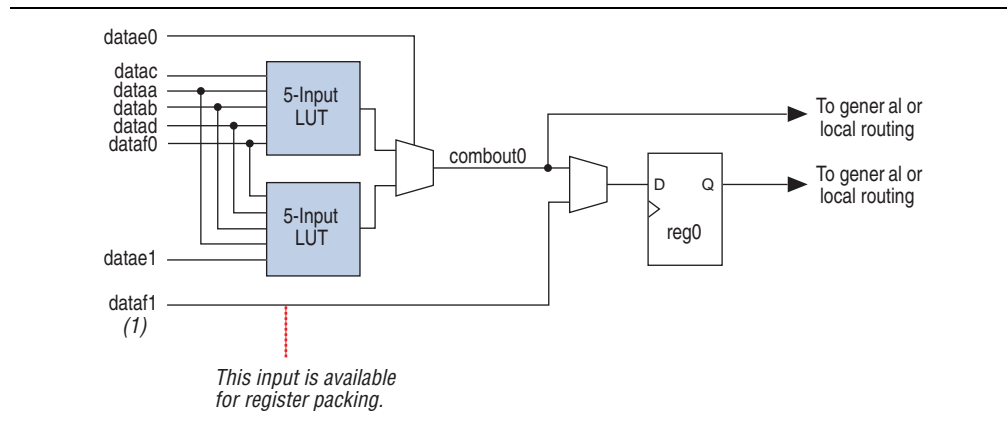 datae0
datac
dataa
datab
datad
dataf0
5-Input
LUT
combout0
To gener al or
local routing
D Q
reg0
To gener al or
local routing
5-Input
LUT
datae1
dataf1
(1)
This input is available
for register packing.